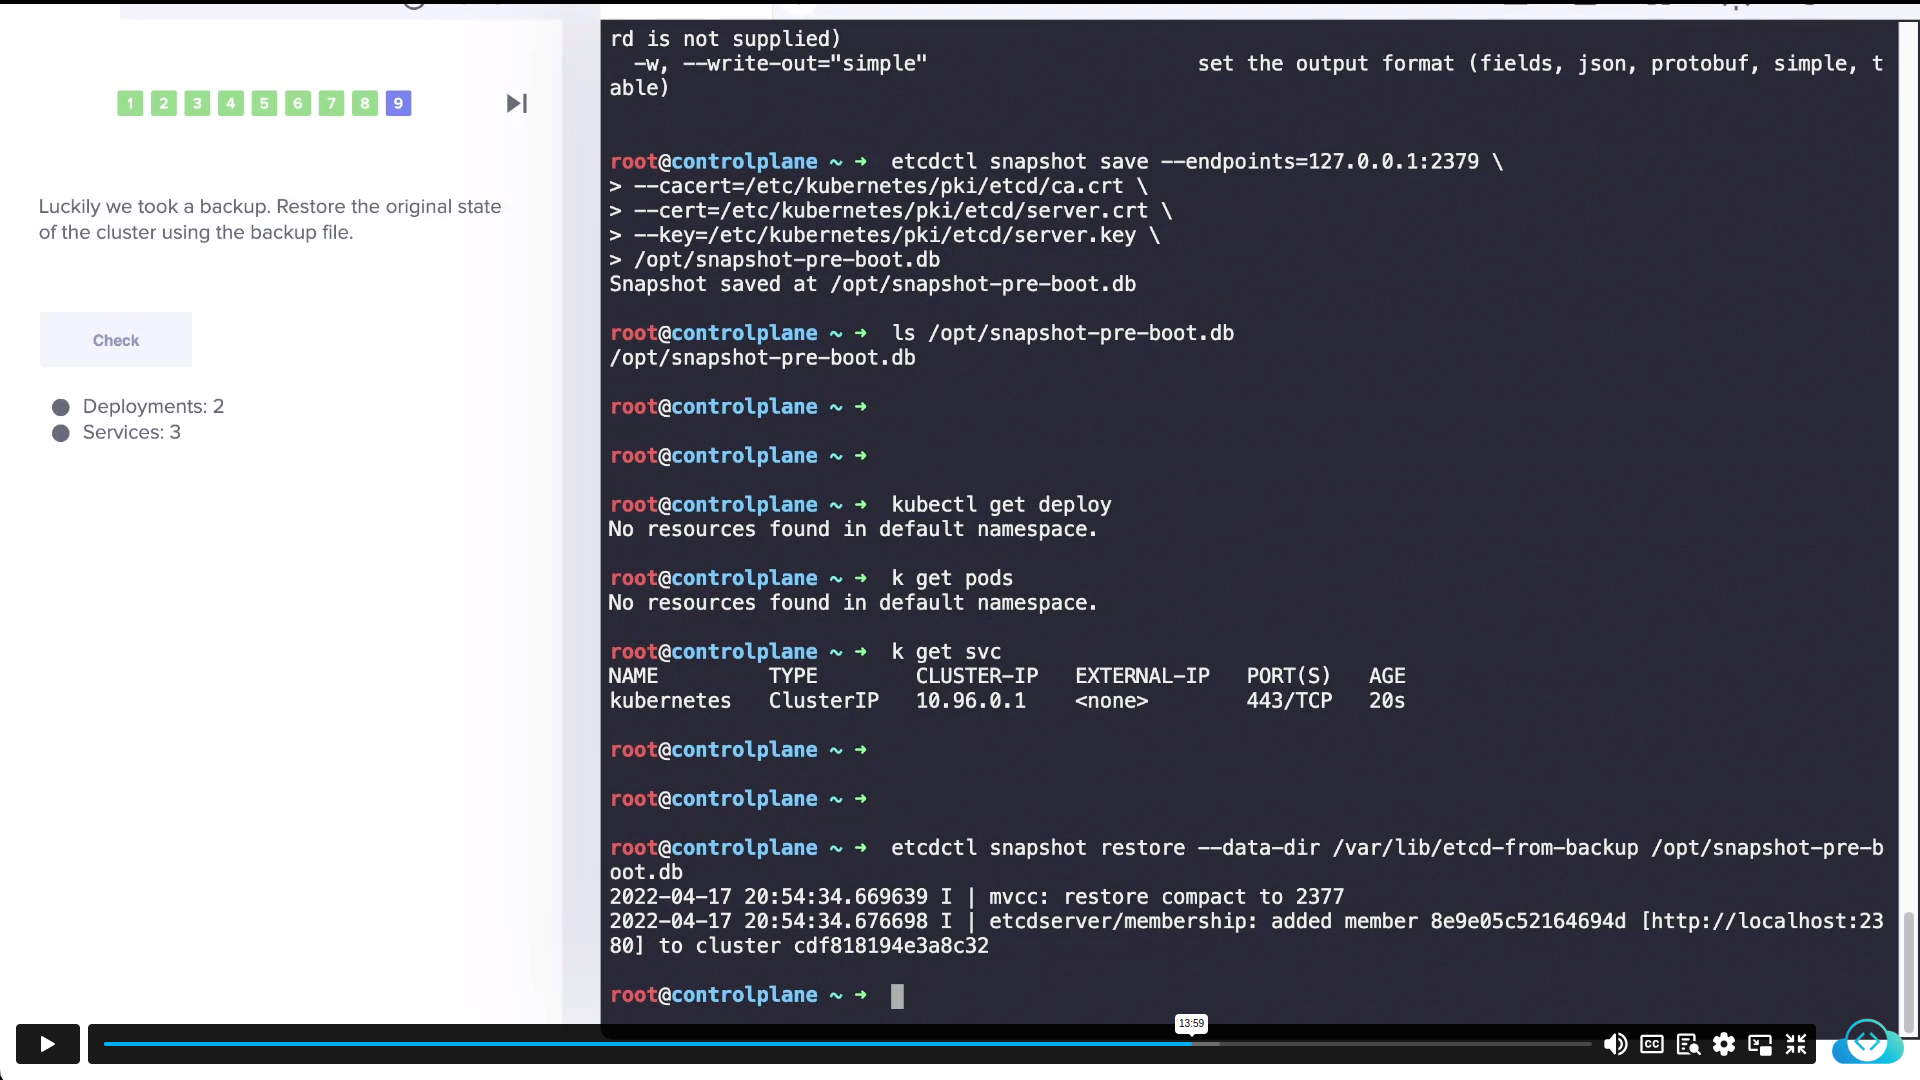 1 2 3 4 5 6 7 8 9
Luckily we took a backup. Restore the original state
of the cluster using the backup file.
Check
Deployments: 2
Services: 3
rd is not supplied)
  -w, --write-out="simple"                      set the output format (fields, json, protobuf, simple, t
able)
root@controlplane ~ ➜  etcdctl snapshot save --endpoints=127.0.0.1:2379 \
> --cacert=/etc/kubernetes/pki/etcd/ca.crt \
> --cert=/etc/kubernetes/pki/etcd/server.crt \
> --key=/etc/kubernetes/pki/etcd/server.key \
> /opt/snapshot-pre-boot.db
Snapshot saved at /opt/snapshot-pre-boot.db
root@controlplane ~ ➜  ls /opt/snapshot-pre-boot.db
/opt/snapshot-pre-boot.db
root@controlplane ~ ➜
root@controlplane ~ ➜
root@controlplane ~ ➜  kubectl get deploy
No resources found in default namespace.
root@controlplane ~ ➜  k get pods
No resources found in default namespace.
root@controlplane ~ ➜  k get svc
NAME         TYPE        CLUSTER-IP   EXTERNAL-IP   PORT(S)   AGE
kubernetes   ClusterIP   10.96.0.1    <none>        443/TCP   20s
root@controlplane ~ ➜
root@controlplane ~ ➜
root@controlplane ~ ➜  etcdctl snapshot restore --data-dir /var/lib/etcd-from-backup /opt/snapshot-pre-b
oot.db
2022-04-17 20:54:34.669639 I | mvcc: restore compact to 2377
2022-04-17 20:54:34.676698 I | etcdserver/membership: added member 8e9e05c52164694d [http://localhost:23
80] to cluster cdf818194e3a8c32
root@controlplane ~ ➜
13:59
CC